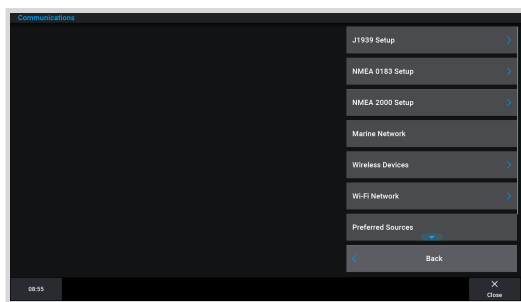 Communications
J1939 Setup
NMEA 0183 Setup
NMEA 2000 Setup
Marine Network
Wireless Devices
Wi-Fi Network
Preferred Sources
Back
08:55
Close